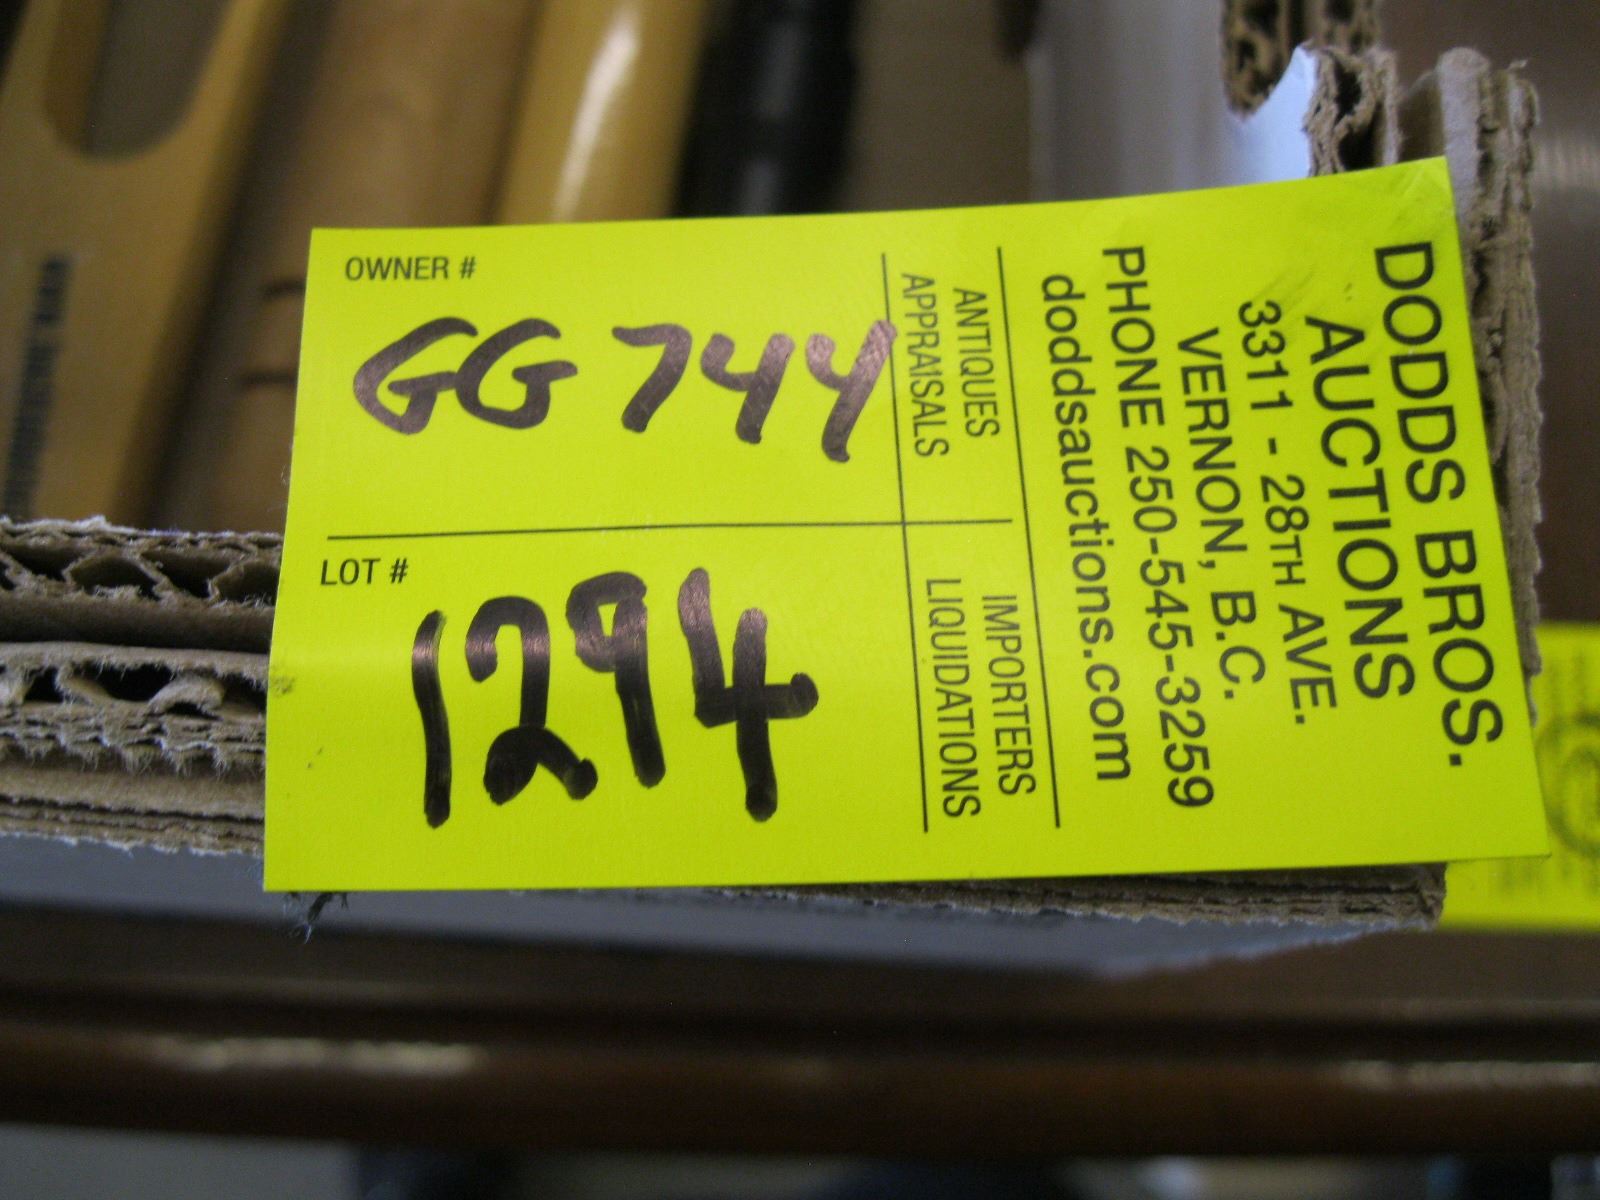 OWNER #
GG 744
LOT #
1294
ANTIQUES
APPRAISALS
IMPORTERS
LIQUIDATIONS
DODDS BROS.
AUCTIONS
3311 - 28TH AVE.
VERNON, B.C.
PHONE 250-545-3259
doddsauctions.com